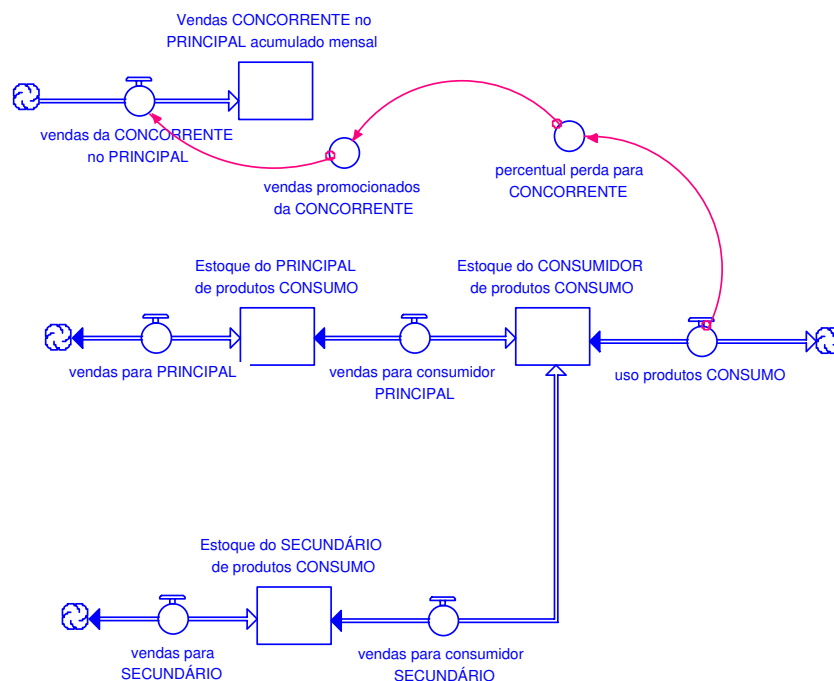 Vendas CONCORRENTE no
PRINCIPAL acumulado mensal
vendas da CONCORRENTE
no PRINCIPAL
vendas promocionados
da CONCORRENTE
percentual perda para
CONCORRENTE
Estoque do PRINCIPAL
de produtos CONSUMO
Estoque do CONSUMIDOR
de produtos CONSUMO
vendas para PRINCIPAL
vendas para consumidor
PRINCIPAL
uso produtos CONSUMO
Estoque do SECUNDÁRIO
de produtos CONSUMO
vendas para
SECUNDÁRIO
vendas para consumidor
SECUNDÁRIO